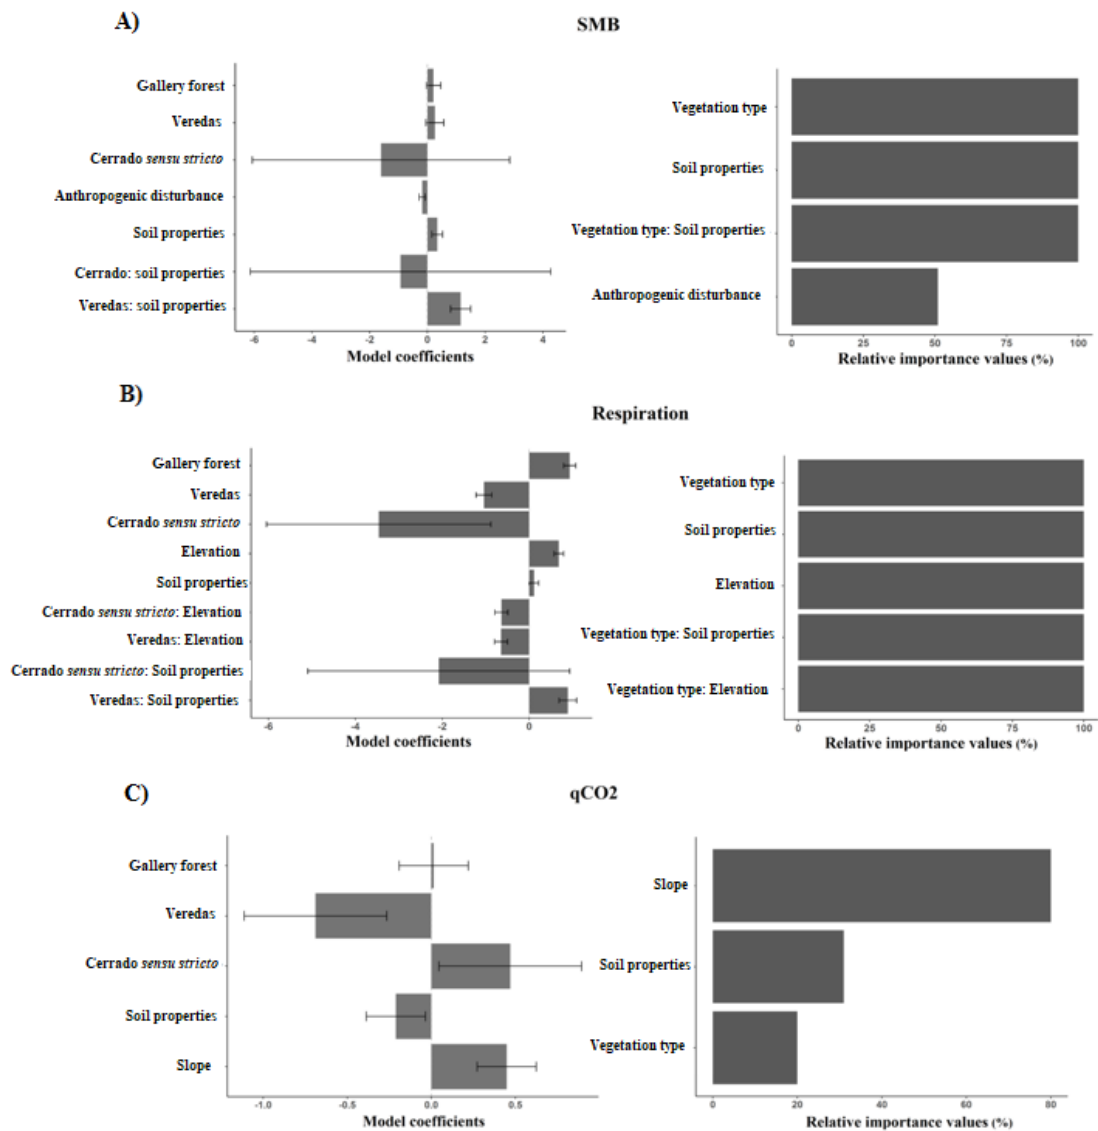 A)
SMB
Gallery forest
Veredas
Cerrado sensu stricto
Anthropogenic disturbance
Soil properties
Cerrado: soil properties
Veredas: soil properties
-6 -4 -2 0 2 4
Model coefficients
Vegetation type
Soil properties
Vegetation type: Soil properties
Anthropogenic disturbance
0 25 50 75 100
Relative importance values (%)
B)
Respiration
Gallery forest
Veredas
Cerrado sensu stricto
Elevation
Soil properties
Cerrado sensu stricto: Elevation
Veredas: Elevation
Cerrado sensu stricto: Soil properties
Veredas: Soil properties
-6 -4 -2 0
Model coefficients
Vegetation type
Soil properties
Elevation
Vegetation type: Soil properties
Vegetation type: Elevation
0 25 50 75 100
Relative importance values (%)
C)
qCO2
Gallery forest
Veredas
Cerrado sensu stricto
Soil properties
Slope
-1.0 -0.5 0.0 0.5
Model coefficients
Slope
Soil properties
Vegetation type
0 20 40 60 80
Relative importance values (%)